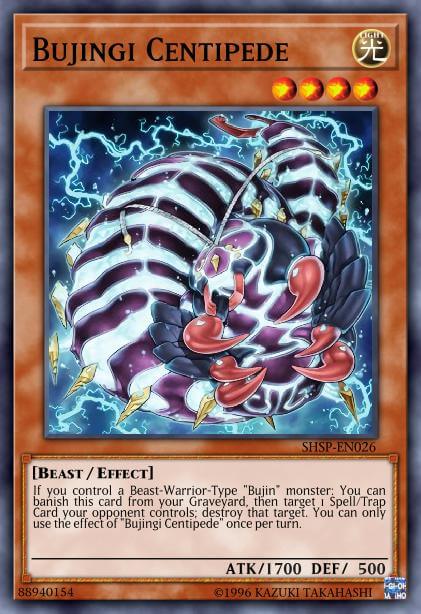 BUJINGI CENTIPEDE
LIGHT
光
SHSP-EN026
[BEAST / EFFECT]
If you control a Beast-Warrior-Type "Bujin" monster: You can
banish this card from your Graveyard, then target 1 Spell/Trap
Card your opponent controls; destroy that target. You can only
use the effect of "Bujingi Centipede" once per turn.
ATK/1700 DEF/ 500
88940154
©1996 KAZUKI TAKAHASHI